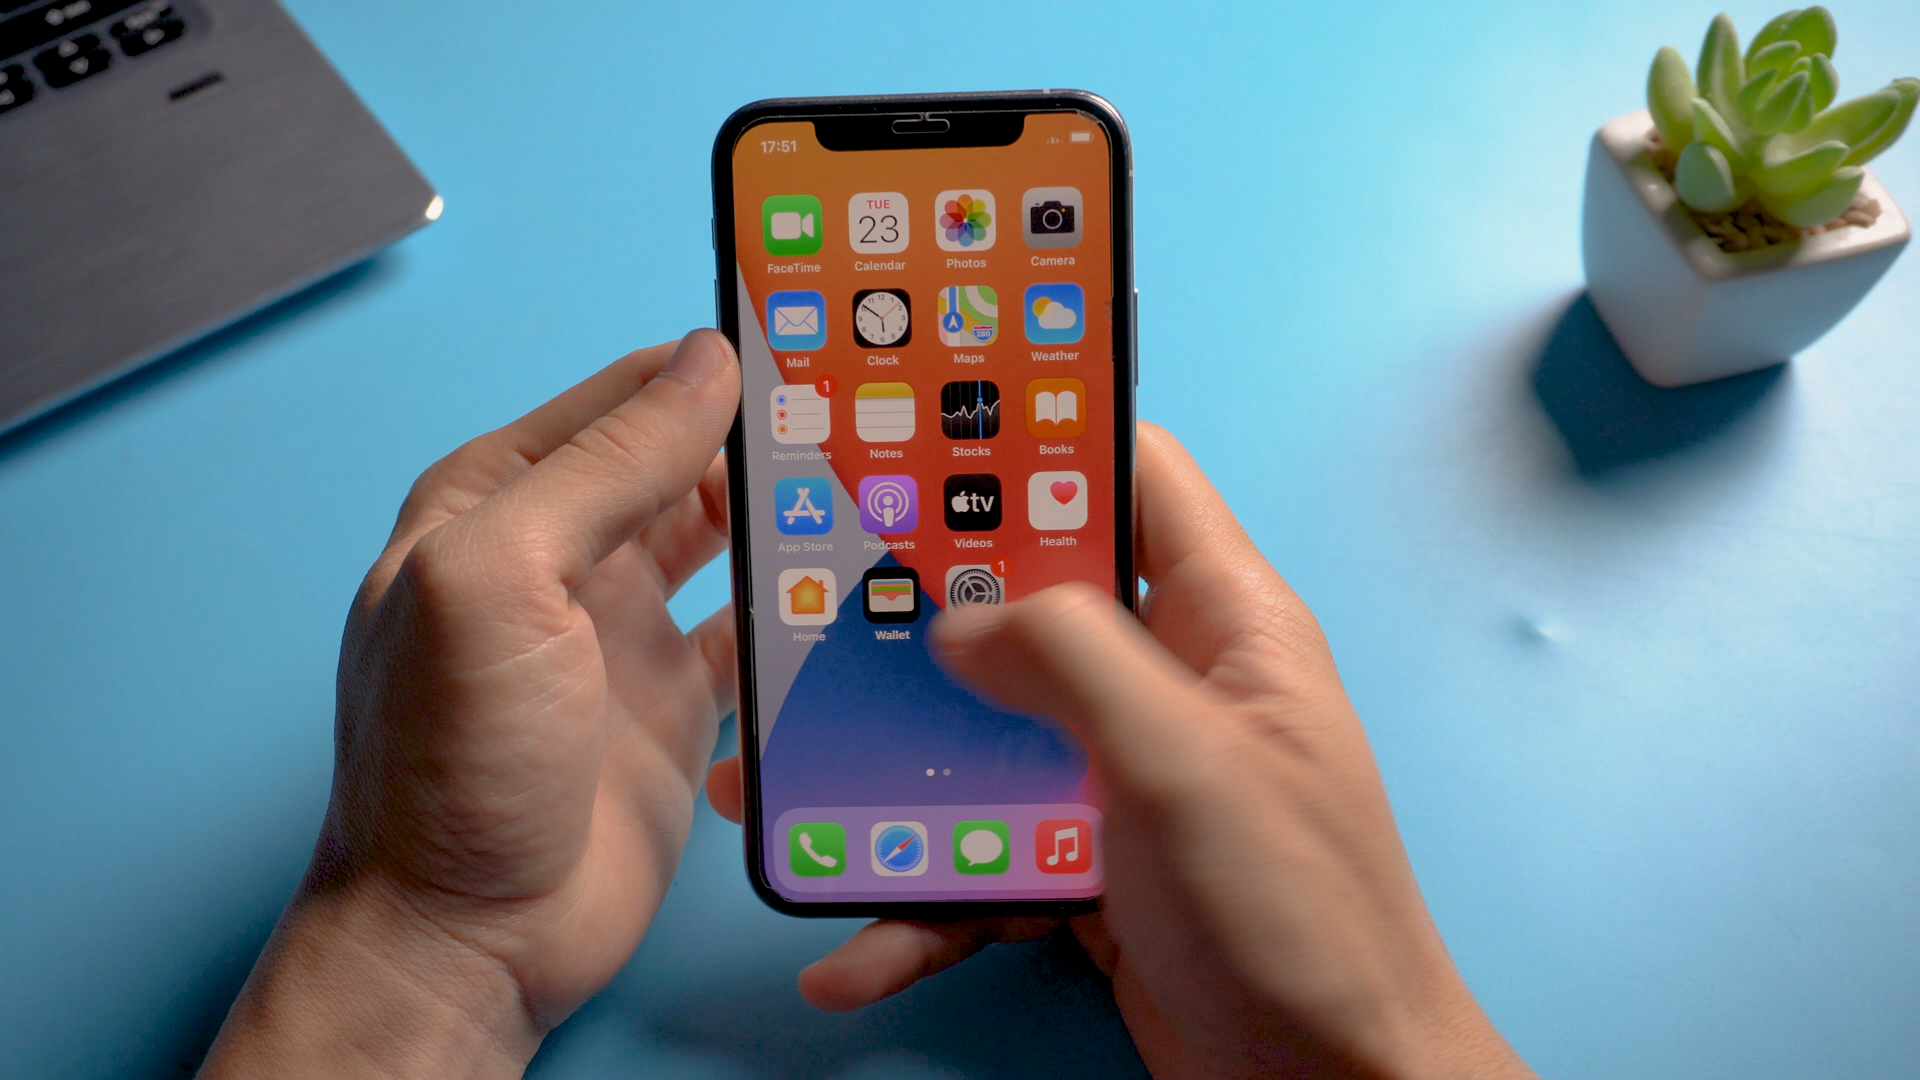 17:51
TUE
23
FaceTime Calendar Photos Camera
280
Mail Clock Maps Weather
1
Reminders Notes Stocks Books
tv
App Store Podcasts Videos Health
1
Home Wallet